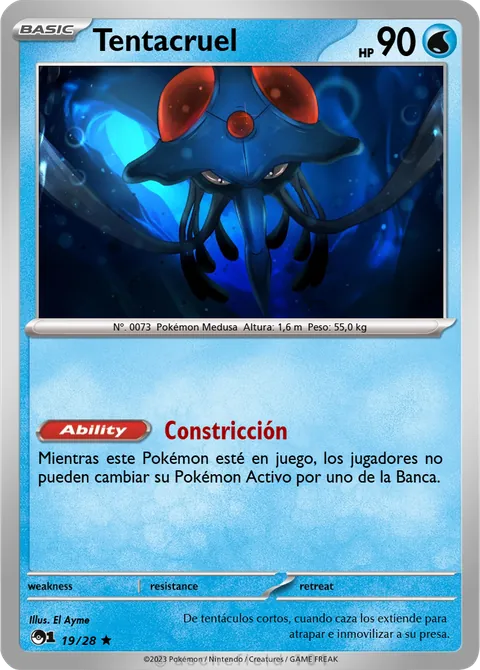 BASIC
Tentacruel
HP 90
Nº. 0073 Pokémon Medusa Altura: 1,6 m Peso: 55,0 kg
Ability Constricción
Mientras este Pokémon esté en juego, los jugadores no
pueden cambiar su Pokémon Activo por uno de la Banca.
weakness resistance retreat
Illus. El Ayme
De tentáculos cortos, cuando caza los extiende para
atrapar e inmovilizar a su presa.
1 19/28 ★
©2023 Pokémon / Nintendo / Creatures / GAME FREAK